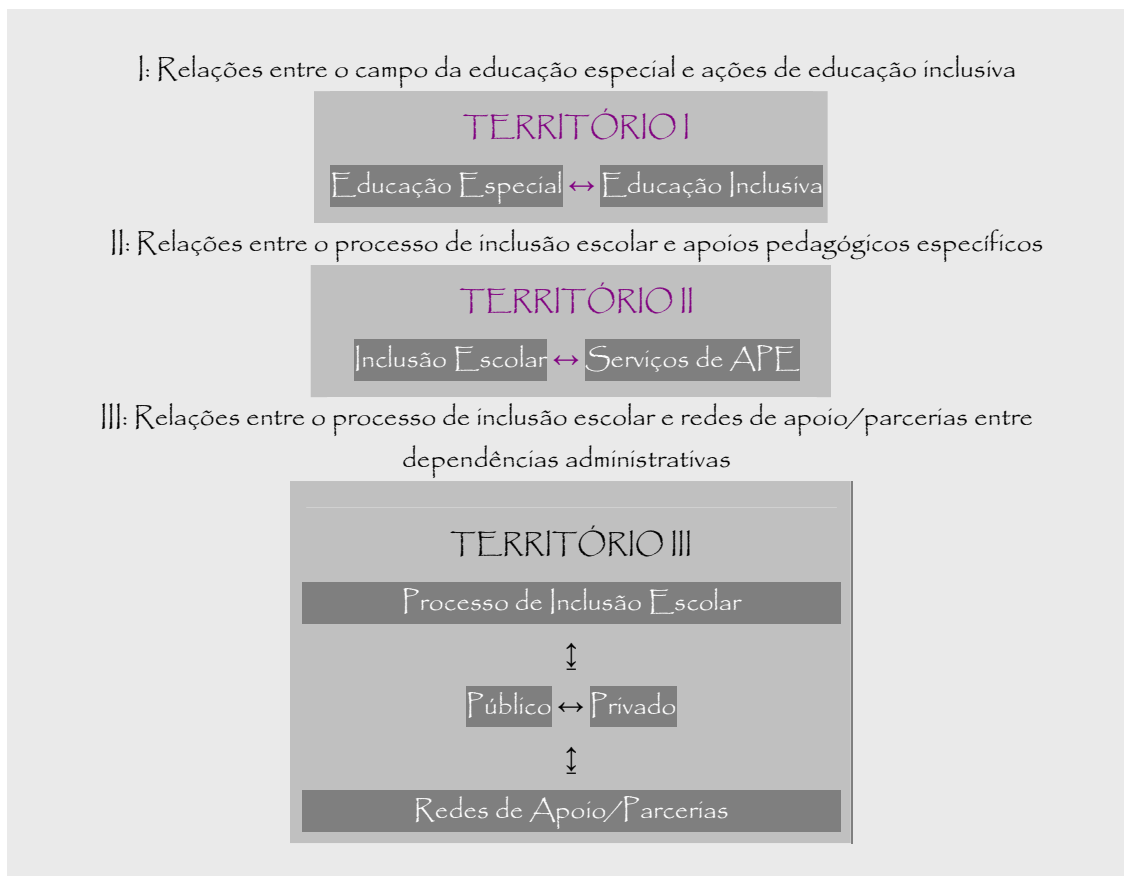 I: Relações entre o campo da educação especial e ações de educação inclusiva
TERRITÓRIO I
Educação Especial ↔ Educação Inclusiva
II: Relações entre o processo de inclusão escolar e apoios pedagógicos específicos
TERRITÓRIO II
Inclusão Escolar ↔ Serviços de APE
III: Relações entre o processo de inclusão escolar e redes de apoio/parcerias entre
dependências administrativas
TERRITÓRIO III
Processo de Inclusão Escolar
↨
Público ↔ Privado
↨
Redes de Apoio/Parcerias